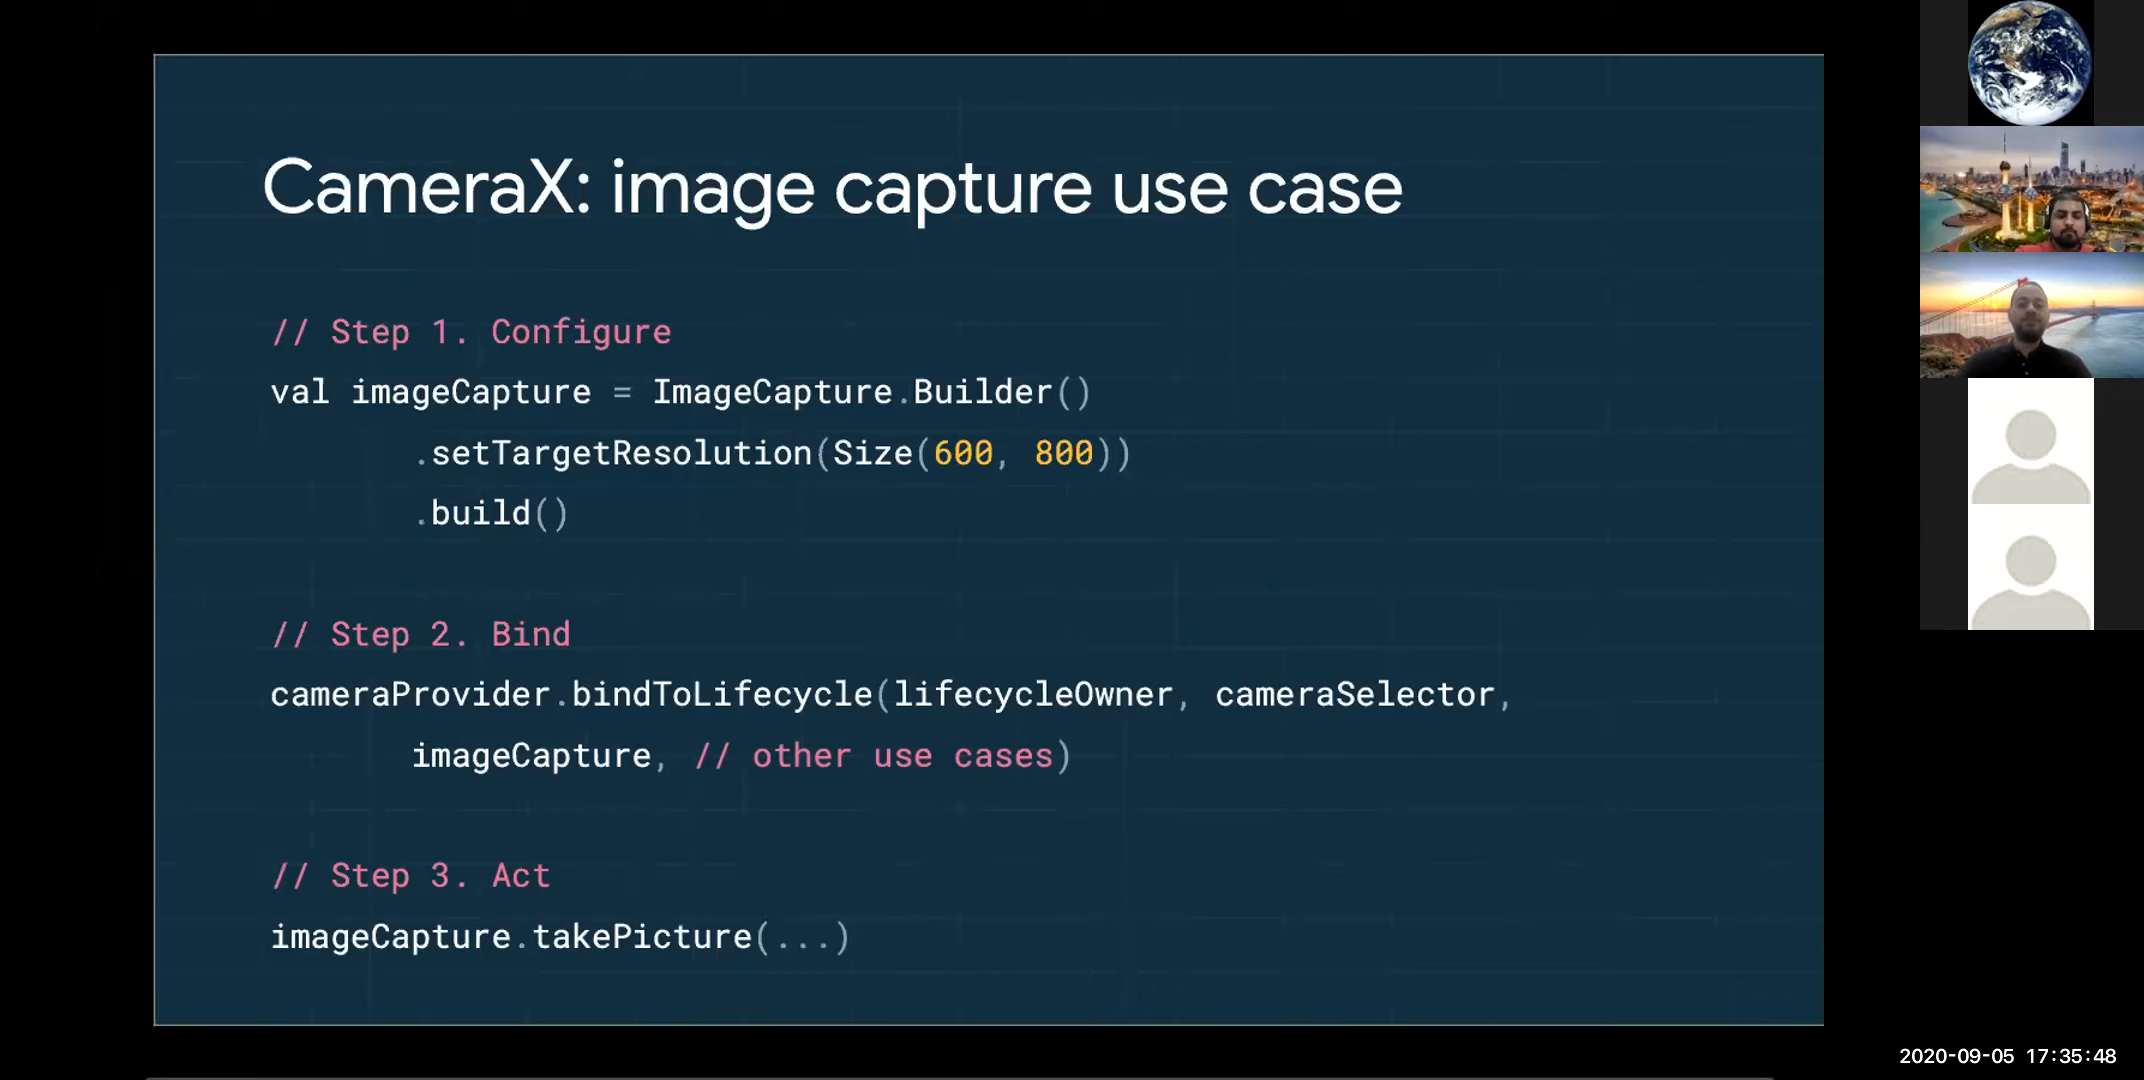 CameraX: image capture use case
// Step 1. Configure
val imageCapture = ImageCapture.Builder()
.setTargetResolution(Size(600, 800))
.build()
// Step 2. Bind
cameraProvider.bindToLifecycle(lifecycleOwner, cameraSelector,
imageCapture, // other use cases)
// Step 3. Act
imageCapture.takePicture(...)
2020-09-05 17:35:48